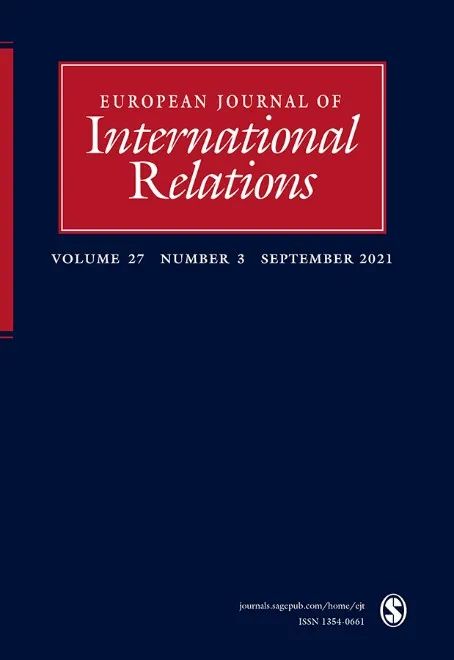 EUROPEAN JOURNAL OF
International
Relations
VOLUME 27 NUMBER 3 SEPTEMBER 2021
journals.sagepub.com/home/ejt
ISSN 1354-0661